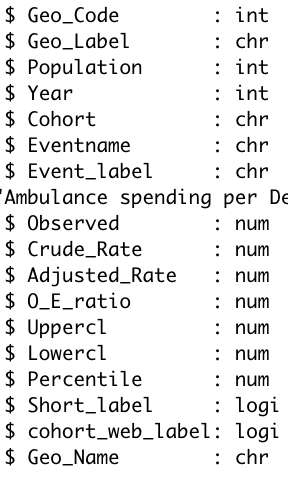 $ Geo_Code        : int
$ Geo_Label       : chr
$ Population      : int
$ Year            : int
$ Cohort          : chr
$ Eventname       : chr
$ Event_label     : chr
"Ambulance spending per De
$ Observed        : num
$ Crude_Rate      : num
$ Adjusted_Rate   : num
$ O_E_ratio       : num
$ Uppercl         : num
$ Lowercl         : num
$ Percentile      : num
$ Short_label     : logi
$ cohort_web_label: logi
$ Geo_Name        : chr